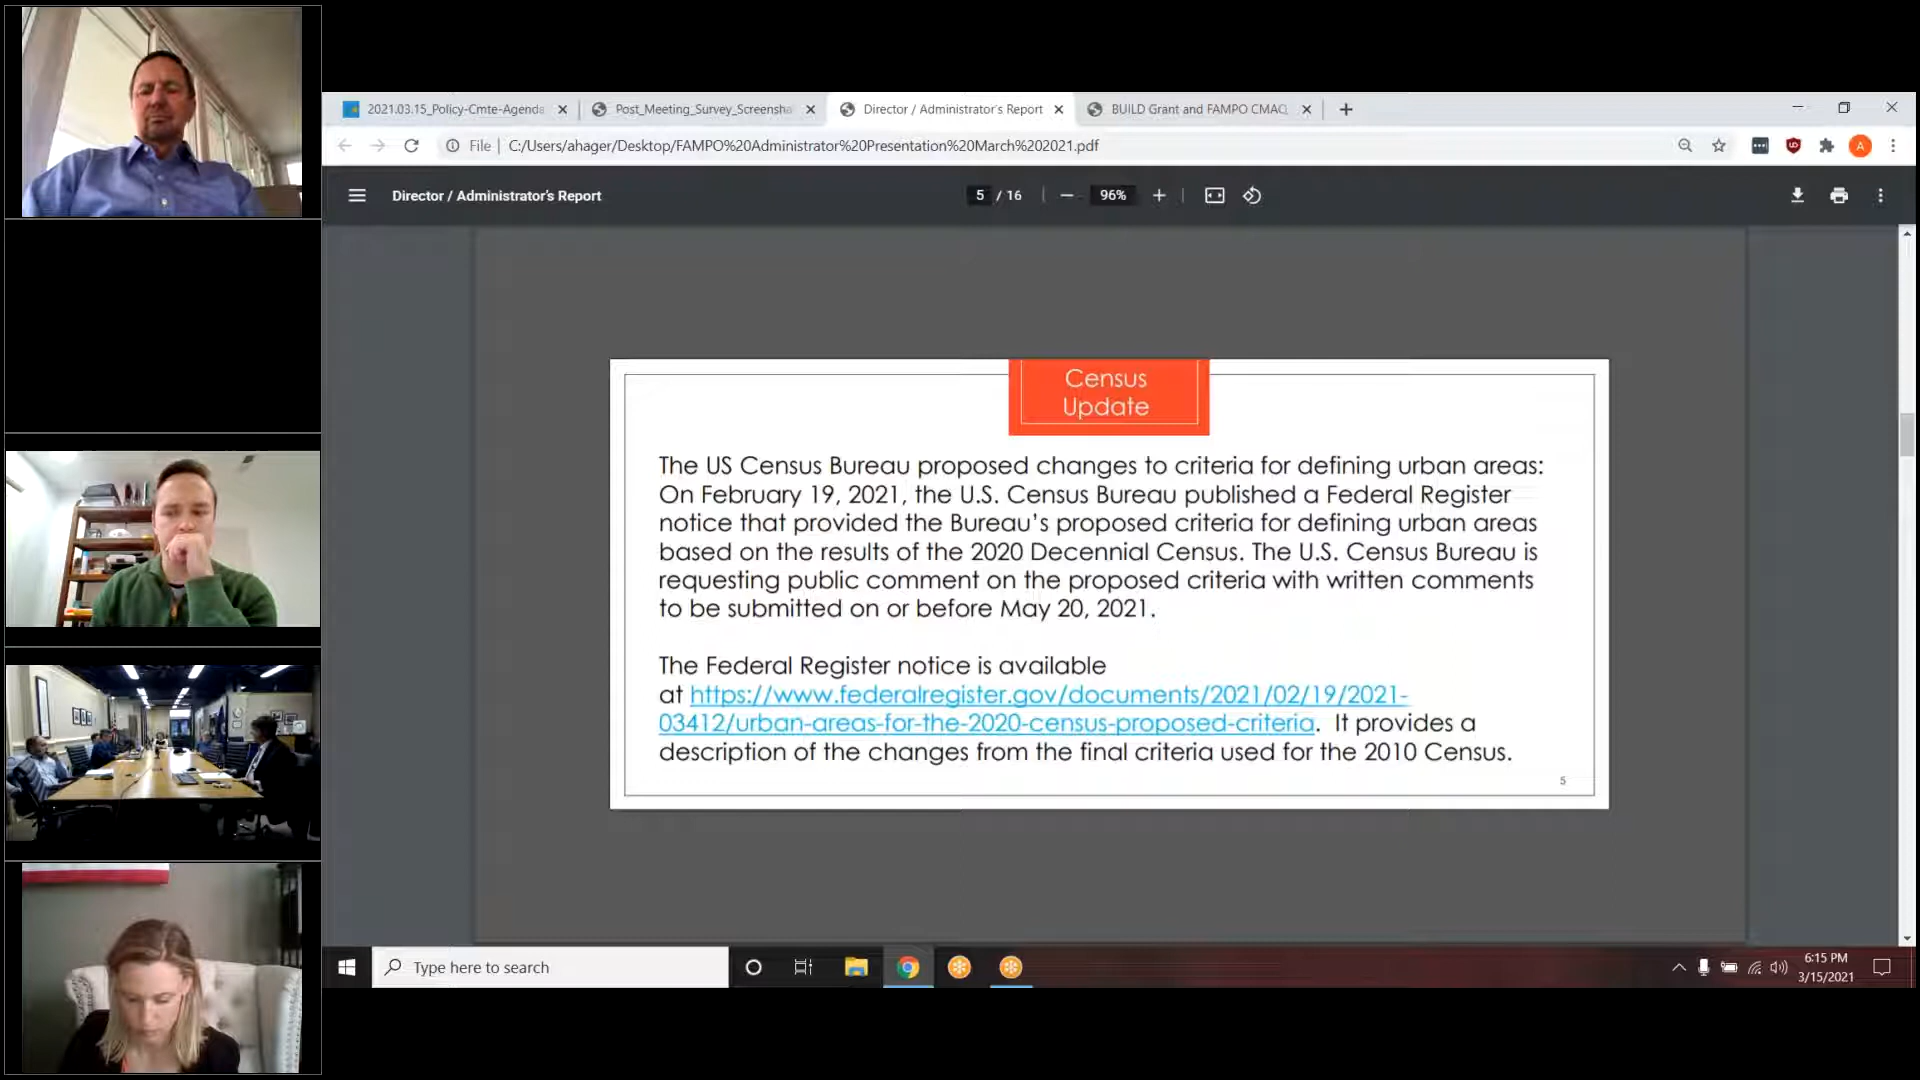 2021.03.15_Policy-Cmte-Agenda
Post_Meeting_Survey_Screensha
Director / Administrator's Report
BUILD Grant and FAMPO CMAQ
File
C:/Users/ahager/Desktop/FAMPO%20Administrator%20Presentation%20March%202021.pdf
A
Director / Administrator's Report
5 / 16
96%
Census
Update
The US Census Bureau proposed changes to criteria for defining urban areas:
On February 19, 2021, the U.S. Census Bureau published a Federal Register
notice that provided the Bureau's proposed criteria for defining urban areas
based on the results of the 2020 Decennial Census. The U.S. Census Bureau is
requesting public comment on the proposed criteria with written comments
to be submitted on or before May 20, 2021.
The Federal Register notice is available
at https://www.federalregister.gov/documents/2021/02/19/2021-
03412/urban-areas-for-the-2020-census-proposed-criteria.  It provides a
description of the changes from the final criteria used for the 2010 Census.
5
Type here to search
6:15 PM
3/15/2021